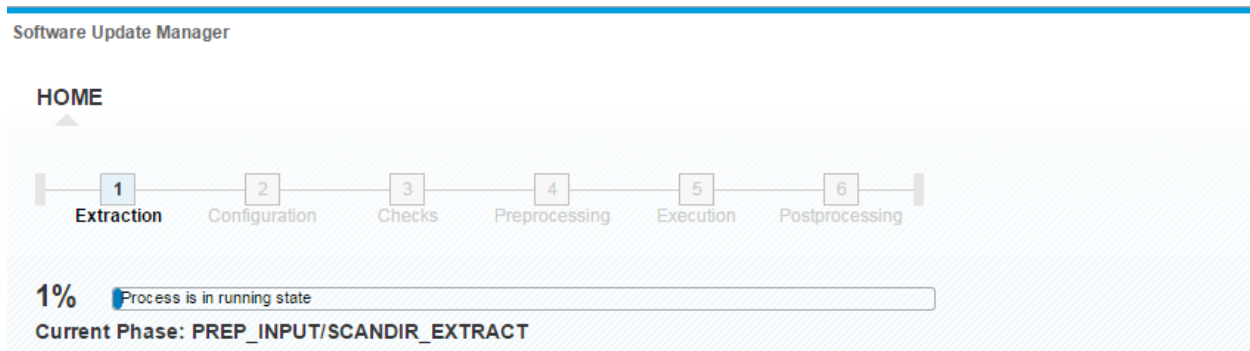 Software Update Manager
HOME
1 2 3 4 5 6
Extraction Configuration Checks Preprocessing Execution Postprocessing
1% Process is in running state
Current Phase: PREP_INPUT/SCANDIR_EXTRACT